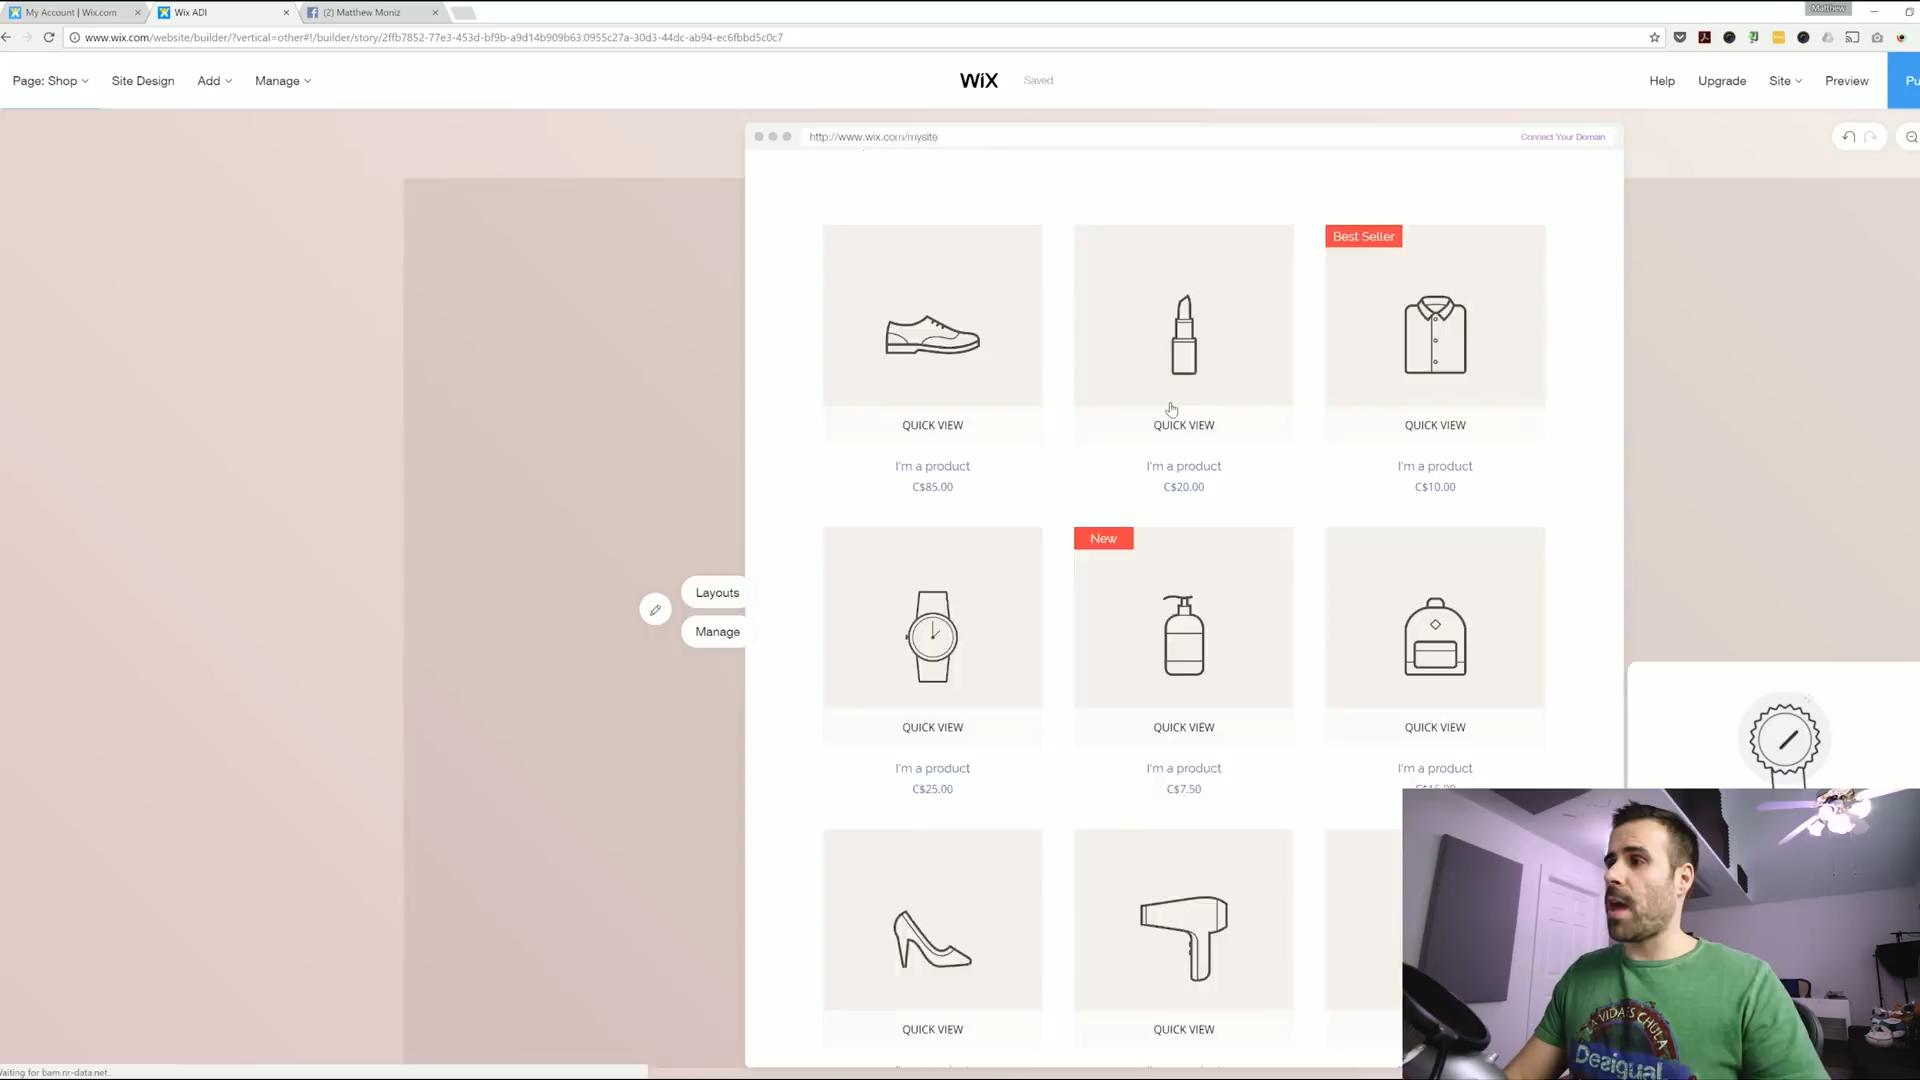 My Account | Wix.com
Wix ADI
(2) Matthew Moniz
Matthew
www.wix.com/website/builder/?vertical=other#!/builder/story/2ffb7852-77e3-453d-bf9b-a9d14b909b63:0955c27a-30d3-44dc-ab94-ec6fbbd5c0c7
Page: Shop
Site Design
Add
Manage
WiX
Saved
Help
Upgrade
Site
Preview
Pu
http://www.wix.com/mysite
Connect Your Domain
Best Seller
QUICK VIEW
QUICK VIEW
QUICK VIEW
I'm a product
I'm a product
I'm a product
C$85.00
C$20.00
C$10.00
New
Layouts
Manage
QUICK VIEW
QUICK VIEW
QUICK VIEW
I'm a product
I'm a product
I'm a product
C$25.00
C$7.50
QUICK VIEW
QUICK VIEW
LA VIDA ES CHULA
Desigual
Waiting for bam.nr-data.net...